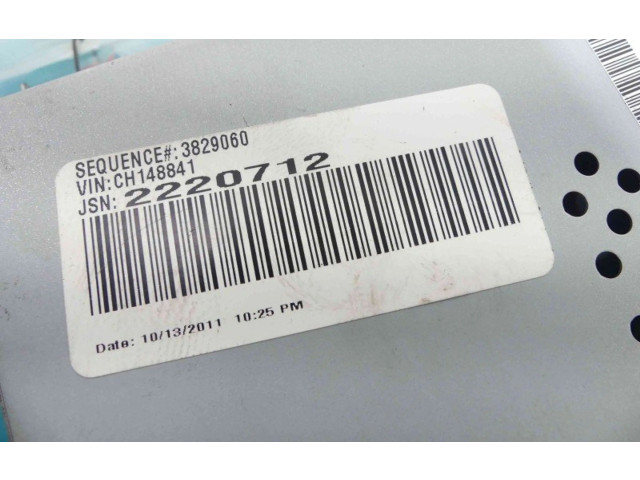 SEQUENCE#: 3829060
VIN: CH148841
JSN: 2220712
Date: 10/13/2011 10:25 PM